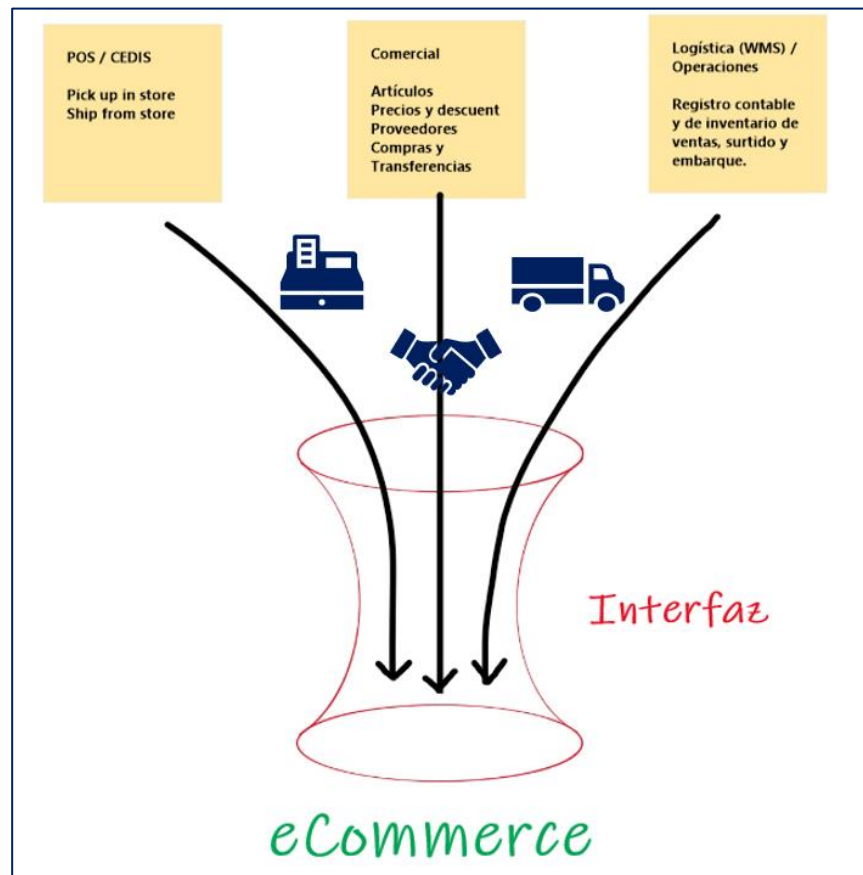 POS / CEDIS
Pick up in store
Ship from store
Comercial
Artículos
Precios y descuent
Proveedores
Compras y
Transferencias
Logística (WMS) /
Operaciones
Registro contable
y de inventario de
ventas, surtido y
embarque.
Interfaz
eCommerce